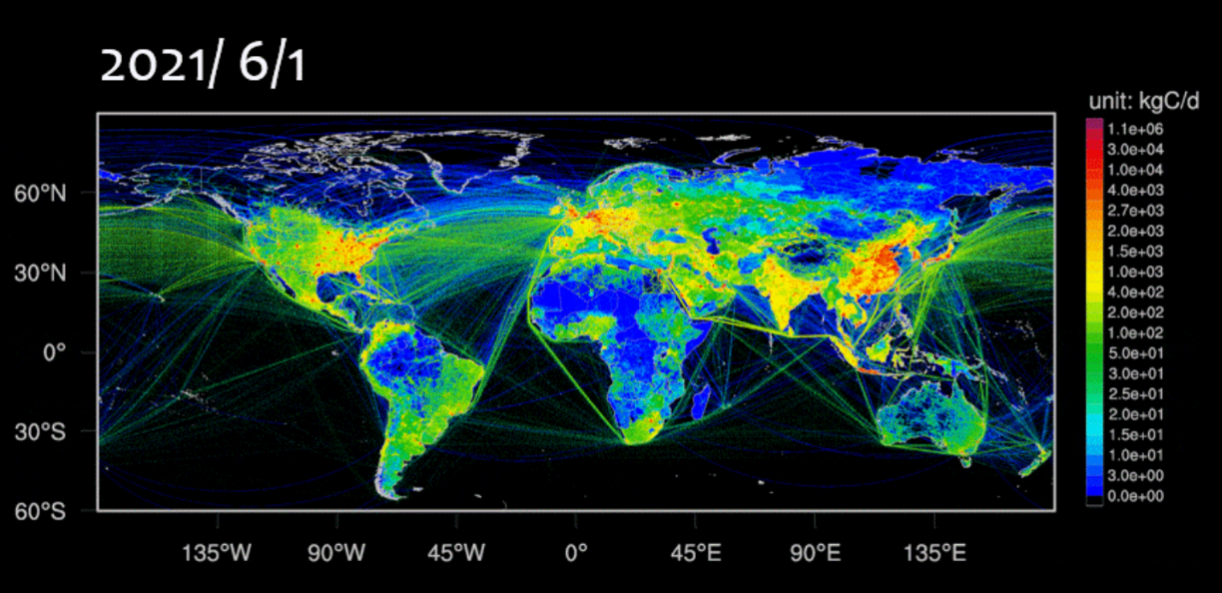 2021/ 6/1
unit: kgC/d
1.1e+06
3.0e+04
1.0e+04
4.0e+03
2.7e+03
2.0e+03
1.5e+03
1.0e+03
4.0e+02
2.0e+02
1.0e+02
5.0e+01
3.0e+01
2.5e+01
2.0e+01
1.5e+01
1.0e+01
3.0e+00
0.0e+00
60°N
30°N
0°
30°S
60°S
135°W 90°W 45°W 0° 45°E 90°E 135°E